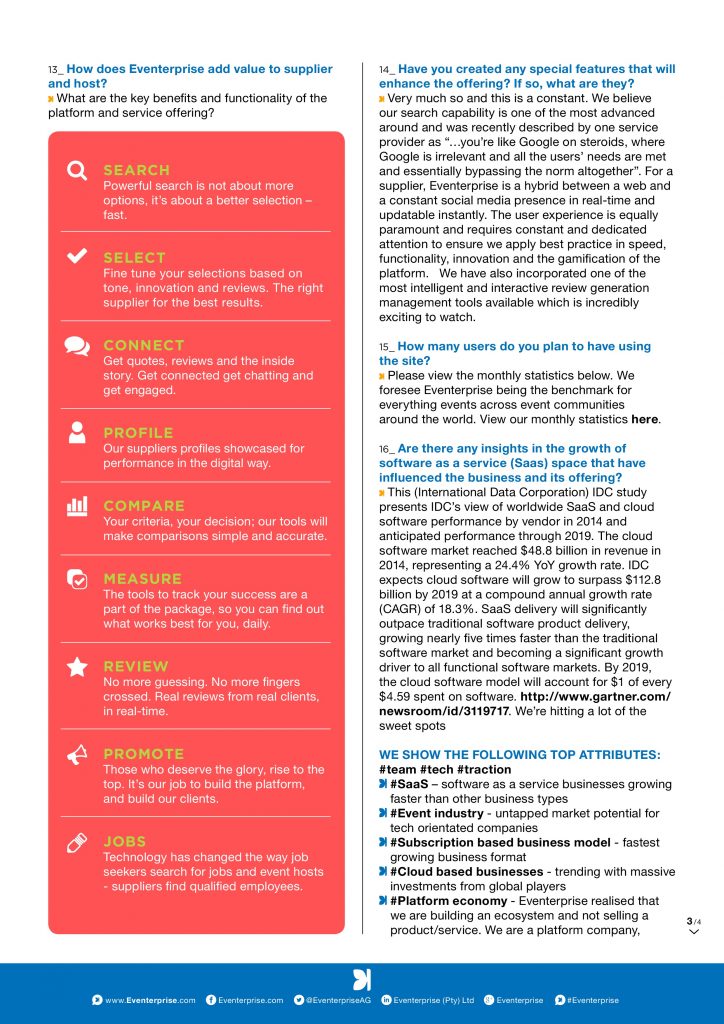 13_ How does Eventerprise add value to supplier
and host?
What are the key benefits and functionality of the
platform and service offering?
SEARCH
Powerful search is not about more
options, it’s about a better selection –
fast.
SELECT
Fine tune your selections based on
tone, innovation and reviews. The right
supplier for the best results.
CONNECT
Get quotes, reviews and the inside
story. Get connected get chatting and
get engaged.
PROFILE
Our suppliers profiles showcased for
performance in the digital way.
COMPARE
Your criteria, your decision; our tools will
make comparisons simple and accurate.
MEASURE
The tools to track your success are a
part of the package, so you can find out
what works best for you, daily.
REVIEW
No more guessing. No more fingers
crossed. Real reviews from real clients,
in real-time.
PROMOTE
Those who deserve the glory, rise to the
top. It’s our job to build the platform,
and build our clients.
JOBS
Technology has changed the way job
seekers search for jobs and event hosts
- suppliers find qualified employees.
14_ Have you created any special features that will
enhance the offering? If so, what are they?
Very much so and this is a constant. We believe
our search capability is one of the most advanced
around and was recently described by one service
provider as “…you’re like Google on steroids, where
Google is irrelevant and all the users’ needs are met
and essentially bypassing the norm altogether”. For a
supplier, Eventerprise is a hybrid between a web and
a constant social media presence in real-time and
updatable instantly. The user experience is equally
paramount and requires constant and dedicated
attention to ensure we apply best practice in speed,
functionality, innovation and the gamification of the
platform. We have also incorporated one of the
most intelligent and interactive review generation
management tools available which is incredibly
exciting to watch.
15_ How many users do you plan to have using
the site?
Please view the monthly statistics below. We
foresee Eventerprise being the benchmark for
everything events across event communities
around the world. View our monthly statistics here.
16_ Are there any insights in the growth of
software as a service (Saas) space that have
influenced the business and its offering?
This (International Data Corporation) IDC study
presents IDC’s view of worldwide SaaS and cloud
software performance by vendor in 2014 and
anticipated performance through 2019. The cloud
software market reached $48.8 billion in revenue in
2014, representing a 24.4% YoY growth rate. IDC
expects cloud software will grow to surpass $112.8
billion by 2019 at a compound annual growth rate
(CAGR) of 18.3%. SaaS delivery will significantly
outpace traditional software product delivery,
growing nearly five times faster than the traditional
software market and becoming a significant growth
driver to all functional software markets. By 2019,
the cloud software model will account for $1 of every
$4.59 spent on software. http://www.gartner.com/
newsroom/id/3119717. We’re hitting a lot of the
sweet spots
WE SHOW THE FOLLOWING TOP ATTRIBUTES:
#team #tech #traction
#SaaS – software as a service businesses growing
faster than other business types
#Event industry - untapped market potential for
tech orientated companies
#Subscription based business model - fastest
growing business format
#Cloud based businesses - trending with massive
investments from global players
#Platform economy - Eventerprise realised that
we are building an ecosystem and not selling a
product/service. We are a platform company,
3/4
www.Eventerprise.com Eventerprise.com @EventerpriseAG Eventerprise (Pty) Ltd Eventerprise #Eventerprise